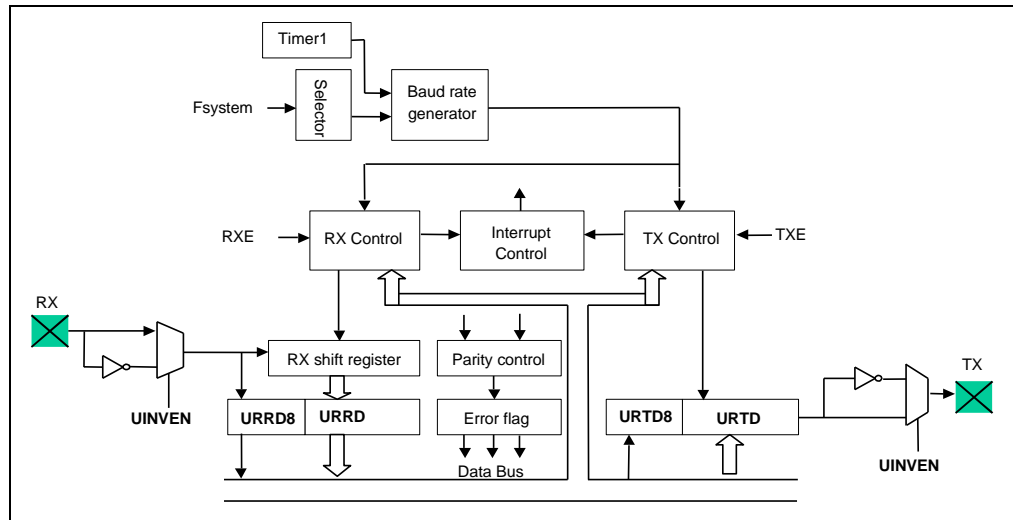 Timer1
Fsystem
Selector
Baud rate
generator
RXE
RX Control
Interrupt
Control
TX Control
TXE
RX
RX shift register
Parity control
TX
UINVEN
URRD8
URRD
Error flag
URTD8
URTD
Data Bus
UINVEN